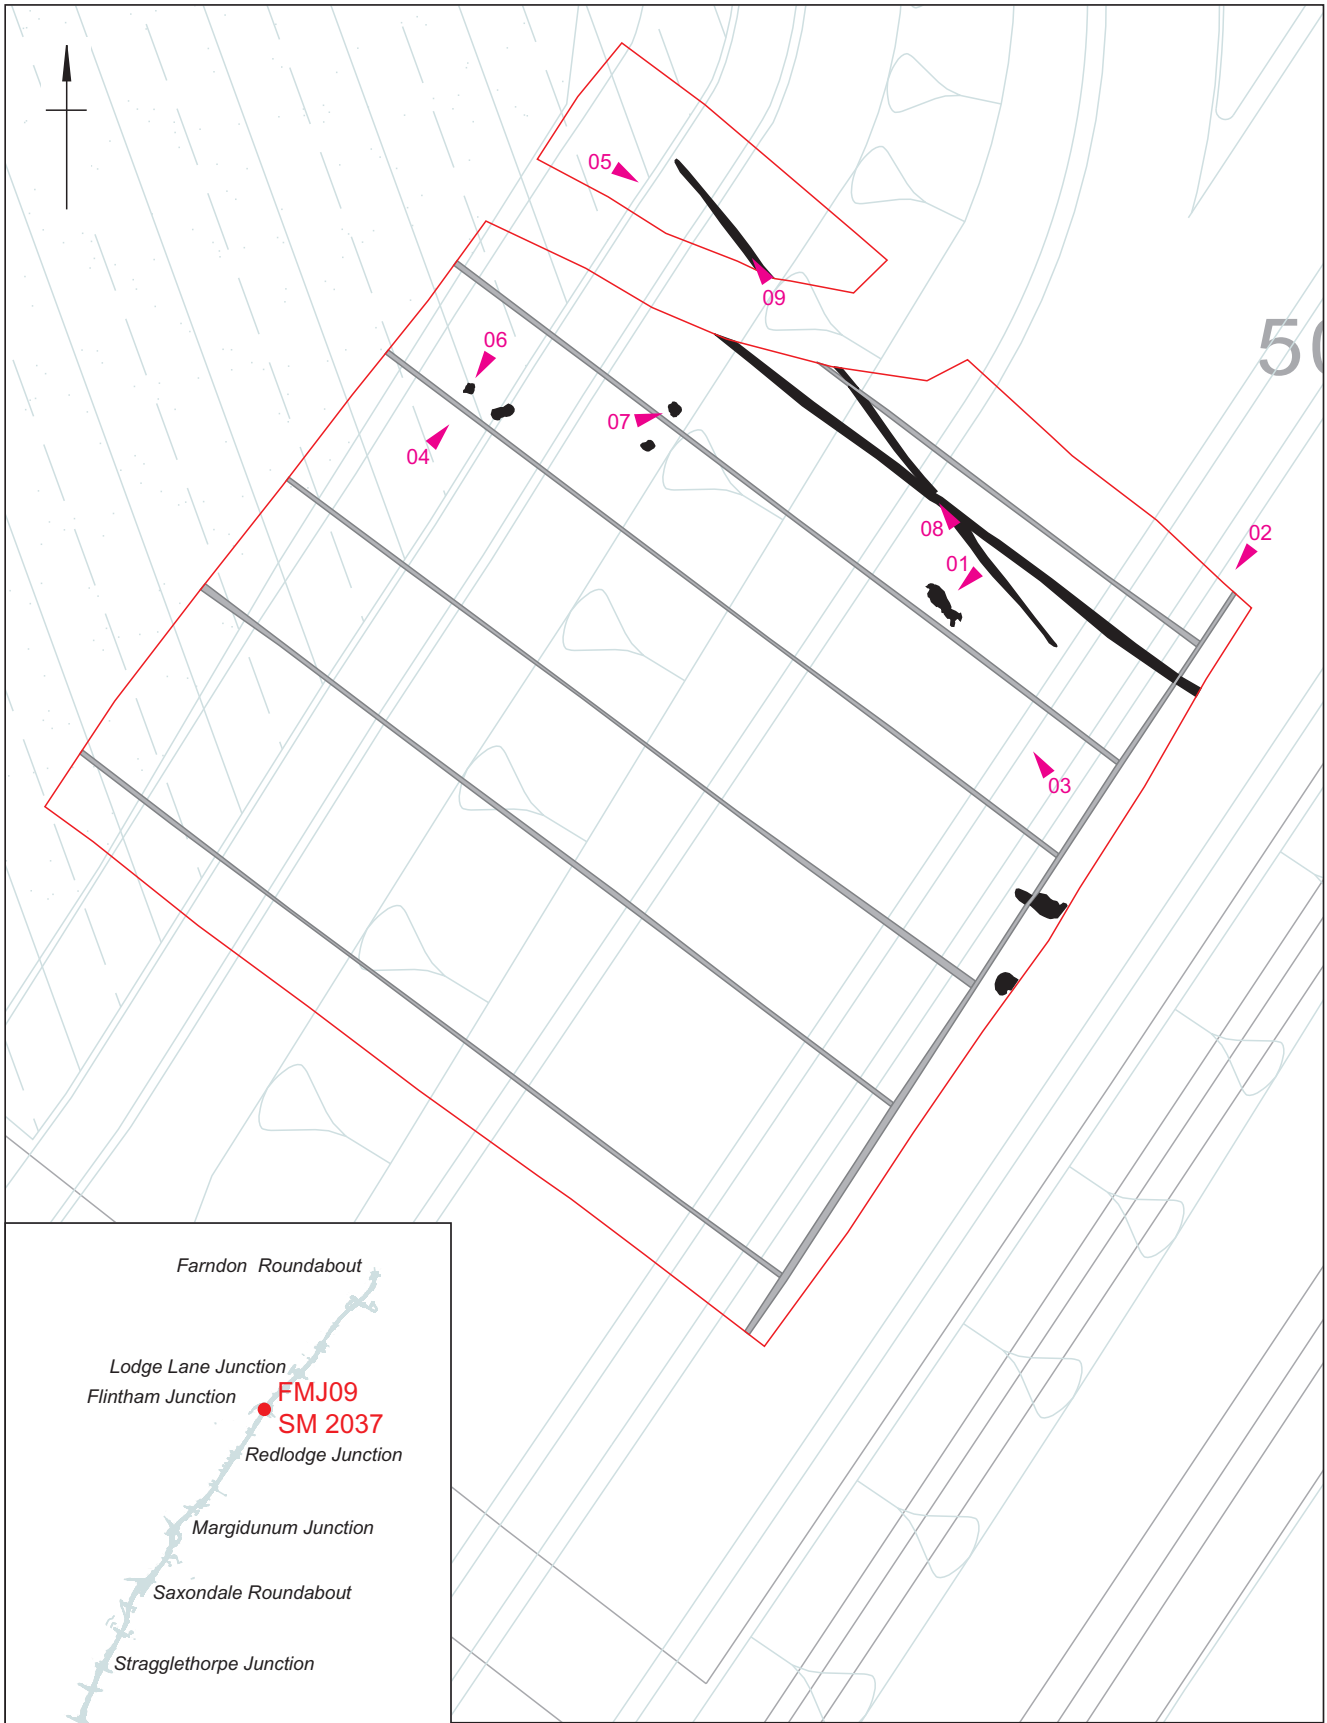 05
09
50
06
07
04
08
02
01
03
Farndon Roundabout
Lodge Lane Junction
Flintham Junction
FMJ09
SM 2037
Redlodge Junction
Margidunum Junction
Saxondale Roundabout
Stragglethorpe Junction